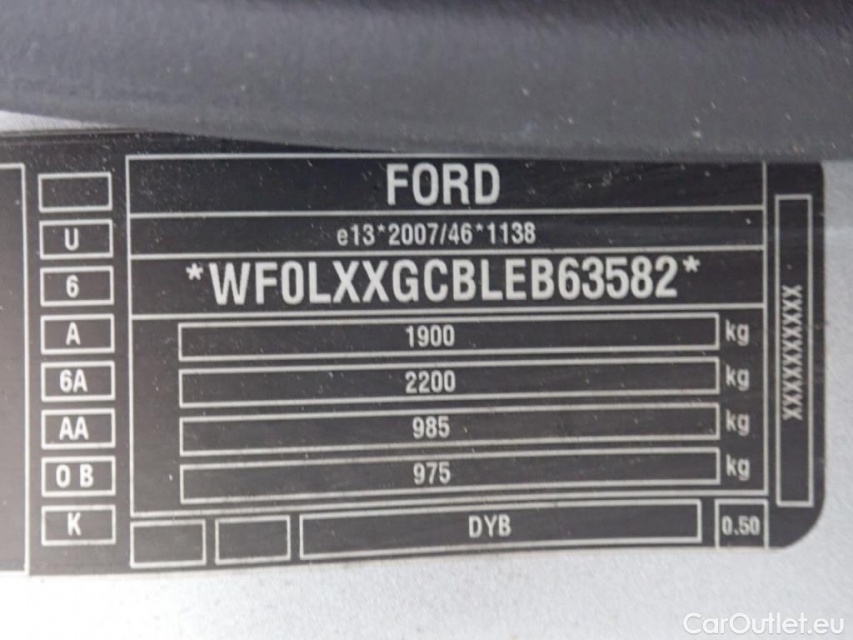 FORD
e13*2007/46*1138
*WF0LXXGCBLEB63582*
U
6
A
6A
AA
0 B
K
1900 kg
2200 kg
985 kg
975 kg
DYB
0.50
XXXXXXXXXX
CarOutlet.eu